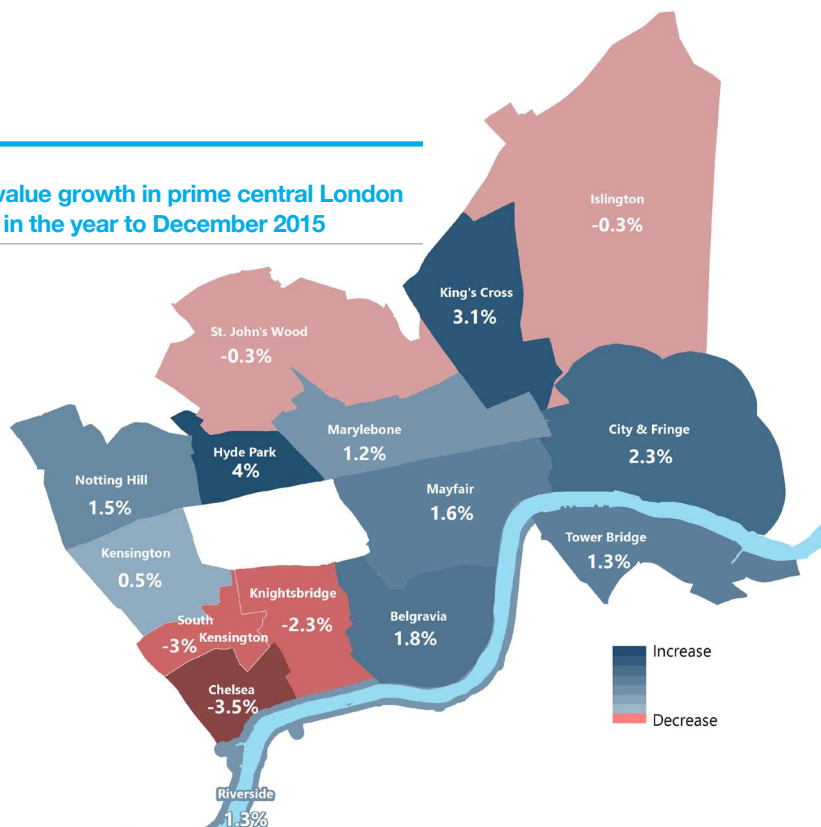 value growth in prime central London
in the year to December 2015
Islington
-0.3%
King's Cross
3.1%
St. John's Wood
-0.3%
Marylebone
1.2%
City & Fringe
2.3%
Hyde Park
4%
Notting Hill
1.5%
Mayfair
1.6%
Tower Bridge
1.3%
Kensington
0.5%
Knightsbridge
-2.3%
South
Kensington
-3%
Belgravia
1.8%
Chelsea
-3.5%
Increase
Decrease
Riverside
1.3%